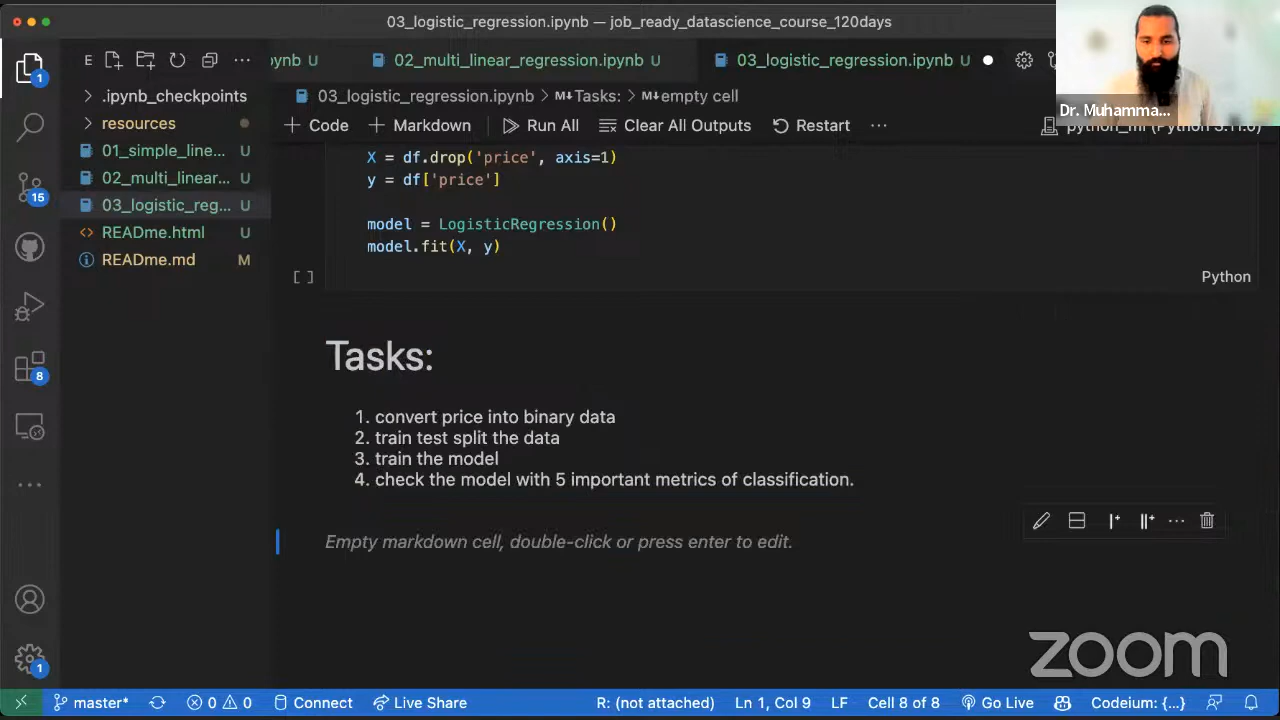 03_logistic_regression.ipynb — job_ready_datascience_course_120days
E
ynb U
02_multi_linear_regression.ipynb U
03_logistic_regression.ipynb U
Dr. Muhamma...
.ipynb_checkpoints
03_logistic_regression.ipynb > M↓Tasks: > M↓empty cell
resources
+ Code + Markdown Run All Clear All Outputs Restart ...
python_ml (Python 3.11.0)
01_simple_line... U
02_multi_linear... U
03_logistic_reg... U
READme.html U
READme.md M
1
15
8
1
X = df.drop('price', axis=1)
y = df['price']
model = LogisticRegression()
model.fit(X, y)
[ ]
Python
Tasks:
1. convert price into binary data
2. train test split the data
3. train the model
4. check the model with 5 important metrics of classification.
Empty markdown cell, double-click or press enter to edit.
zoom
master* 0 0 Connect Live Share R: (not attached) Ln 1, Col 9 LF Cell 8 of 8 Go Live Codeium: {...}